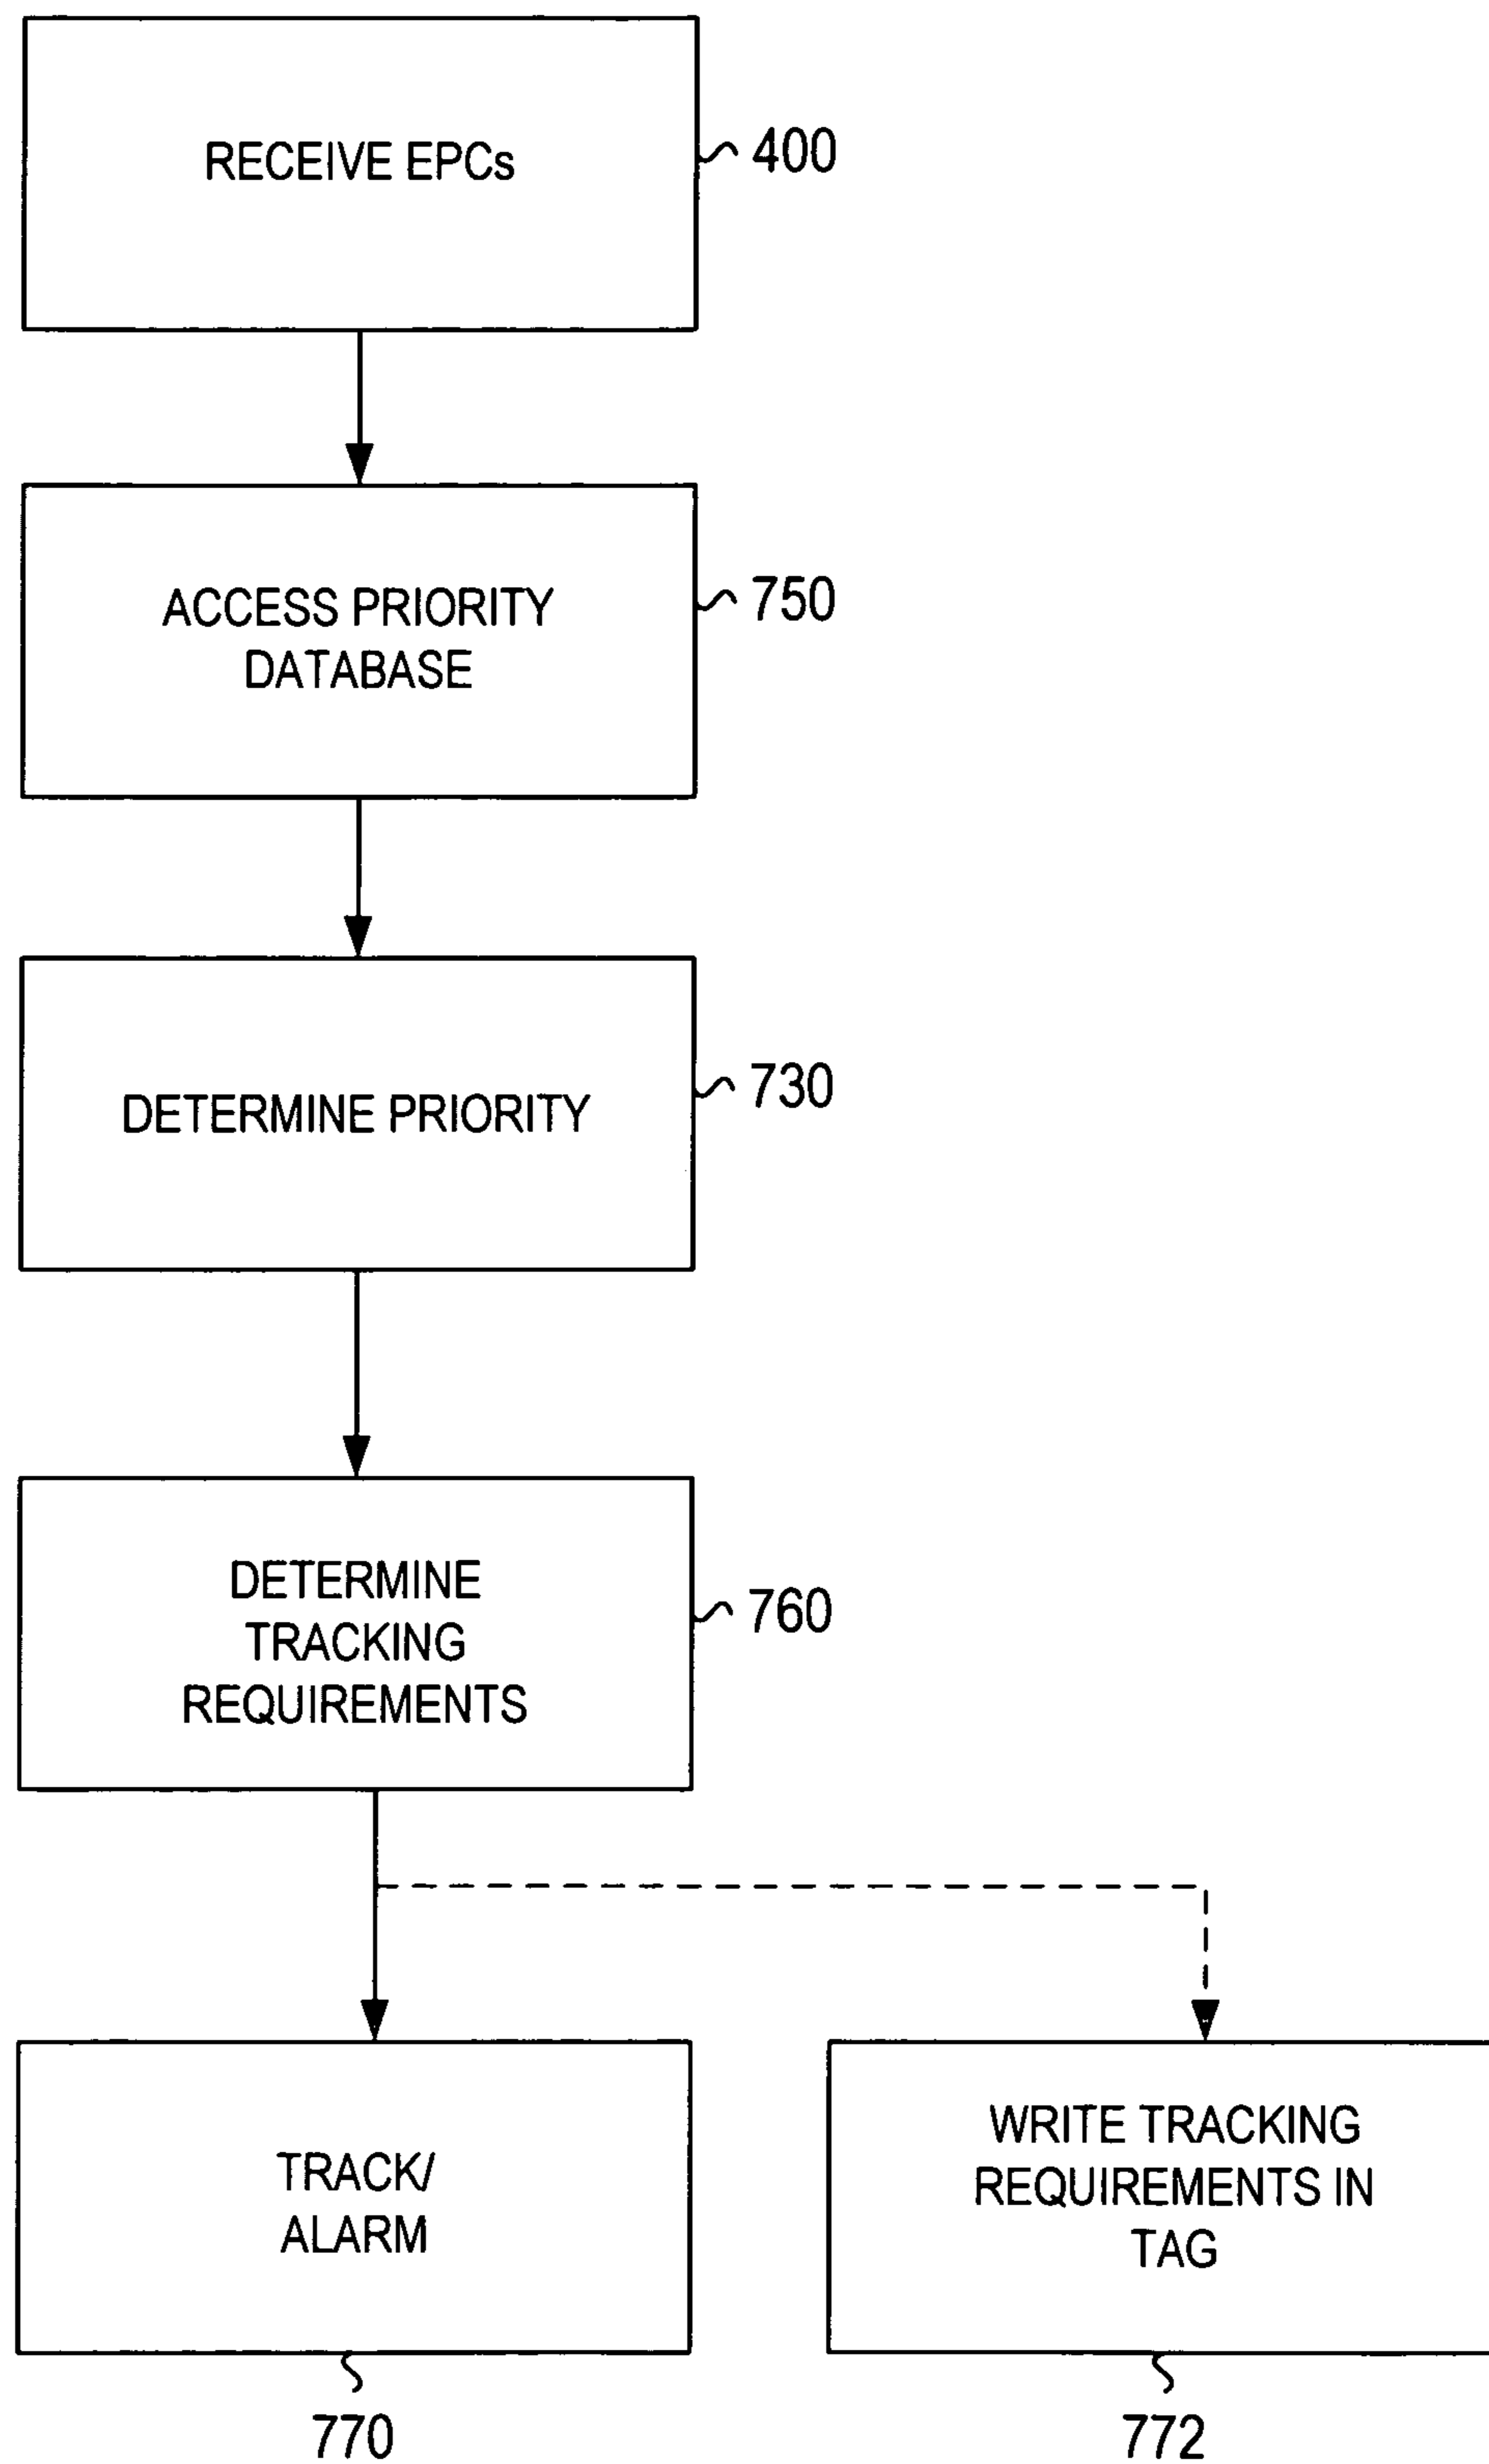 RECEIVE EPCs
400
ACCESS PRIORITY
DATABASE
750
DETERMINE PRIORITY
730
DETERMINE
TRACKING
REQUIREMENTS
760
TRACK/
ALARM
770
WRITE TRACKING
REQUIREMENTS IN
TAG
772